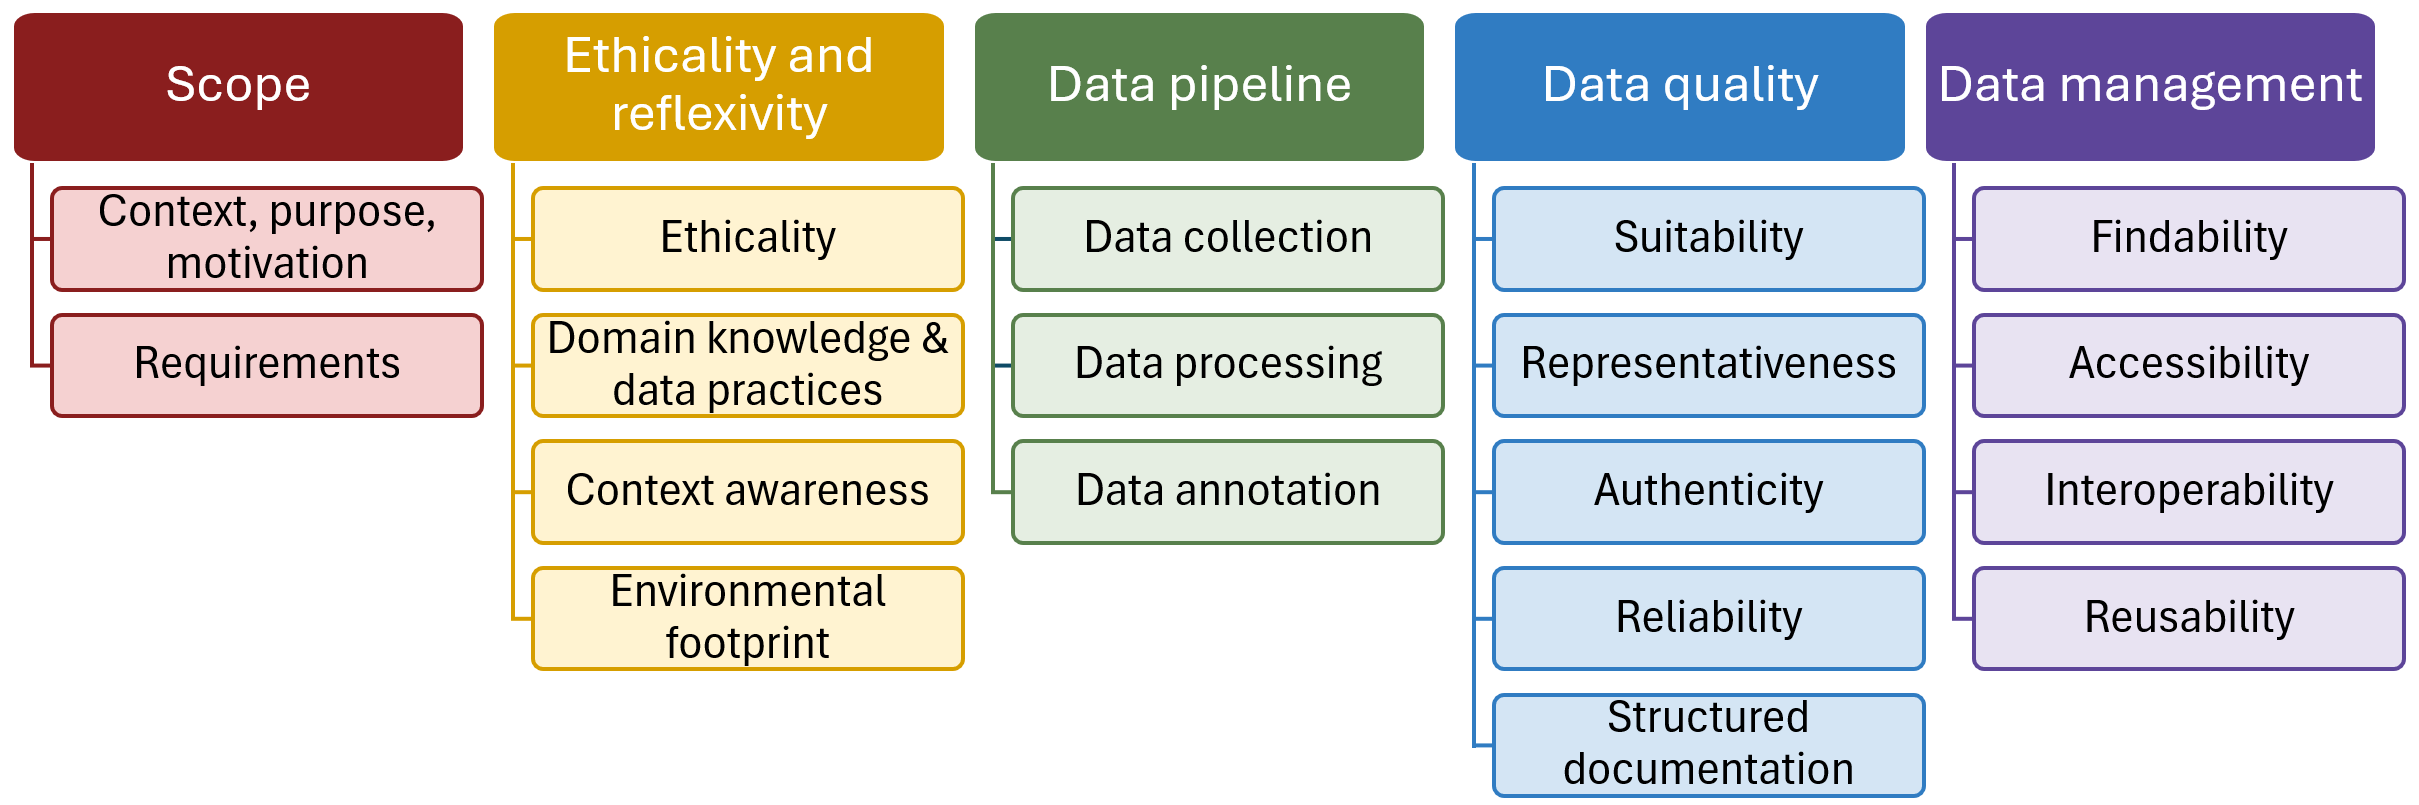 Scope
Context, purpose,
motivation
Requirements
Ethicality and
reflexivity
Ethicality
Domain knowledge &
data practices
Context awareness
Environmental
footprint
Data pipeline
Data collection
Data processing
Data annotation
Data quality
Suitability
Representativeness
Authenticity
Reliability
Structured
documentation
Data management
Findability
Accessibility
Interoperability
Reusability